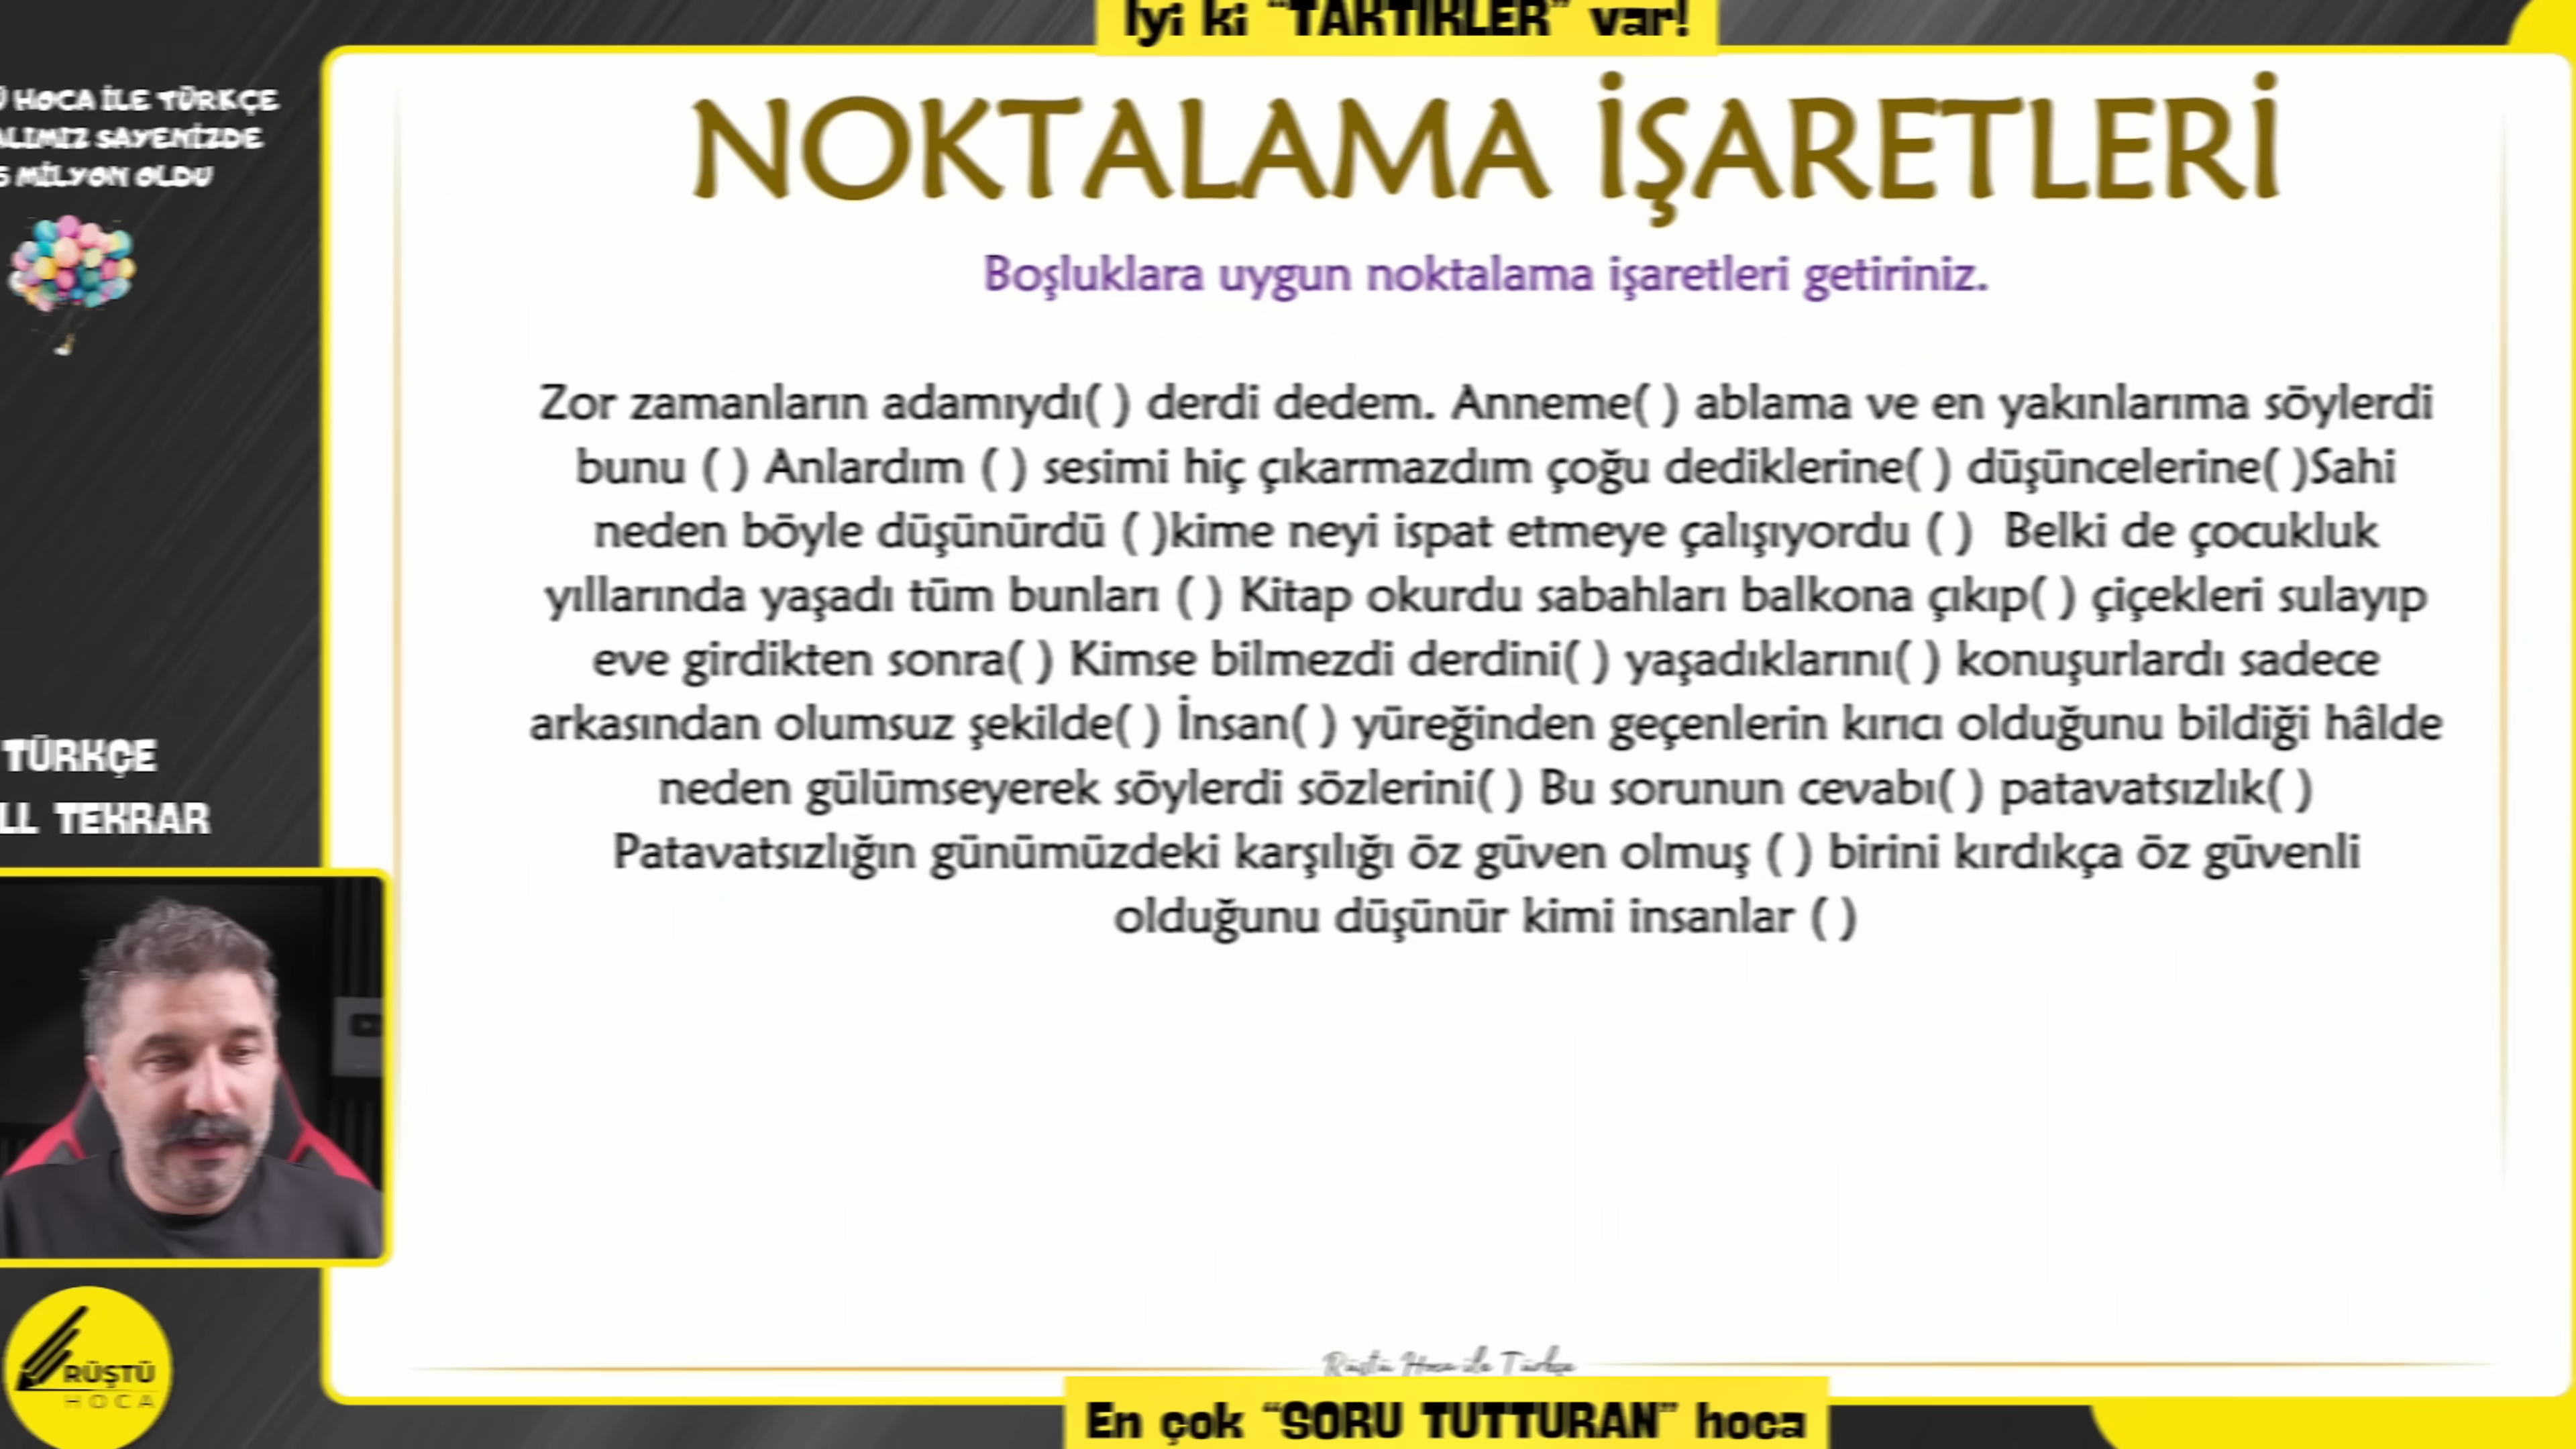 İyi ki “TAKTİKLER” var!
HOCA İLE TÜRKÇE
SAYENİZDE
MİLYON OLDU
NOKTALAMA İŞARETLERİ
Boşluklara uygun noktalama işaretleri getiriniz.
Zor zamanların adamıydı( ) derdi dedem. Anneme( ) ablama ve en yakınlarıma söylerdi
bunu ( ) Anlardım ( ) sesimi hiç çıkarmazdım çoğu dediklerine( ) düşüncelerine( )Sahi
neden böyle düşünürdü ( )kime neyi ispat etmeye çalışıyordu ( ) Belki de çocukluk
yıllarında yaşadı tüm bunları ( ) Kitap okurdu sabahları balkona çıkıp( ) çiçekleri sulayıp
eve girdikten sonra( ) Kimse bilmezdi derdini( ) yaşadıklarını( ) konuşurlardı sadece
arkasından olumsuz şekilde( ) İnsan( ) yüreğinden geçenlerin kırıcı olduğunu bildiği hâlde
neden gülümseyerek söylerdi sözlerini( ) Bu sorunun cevabı( ) patavatsızlık( )
Patavatsızlığın günümüzdeki karşılığı öz güven olmuş ( ) birini kırdıkça öz güvenli
olduğunu düşünür kimi insanlar ( )
TÜRKÇE
TEKRAR
RÜŞTÜ
HOCA
Rüştü Hoca ile Türkçe
En çok “SORU TUTTURAN” hoca